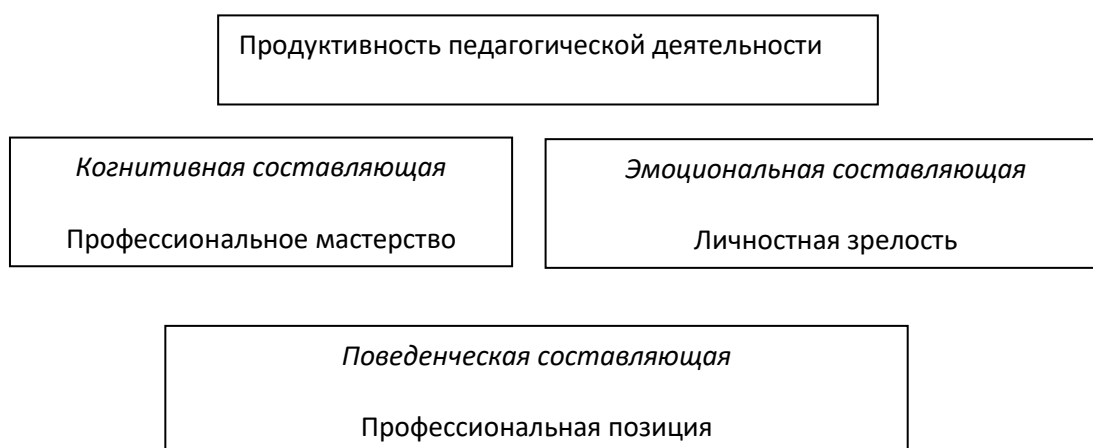 Продуктивность педагогической деятельности
Когнитивная составляющая
Профессиональное мастерство
Эмоциональная составляющая
Личностная зрелость
Поведенческая составляющая
Профессиональная позиция